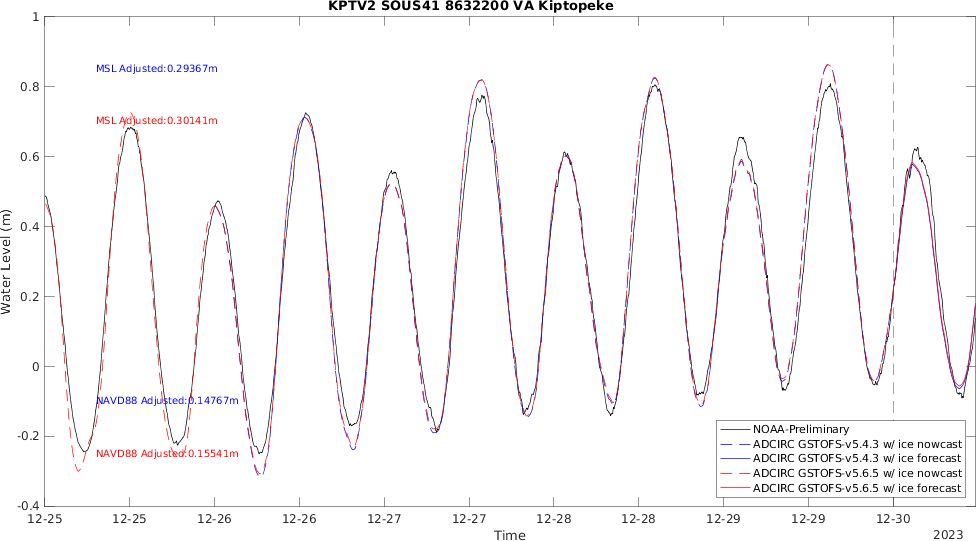 KPTV2 SOUS41 8632200 VA Kiptopeke
1
0.8
0.6
0.4
0.2
0
-0.2
-0.4
Water Level (m)
MSL Adjusted:0.29367m
MSL Adjusted:0.30141m
NAVD88 Adjusted:0.14767m
NAVD88 Adjusted:0.15541m
NOAA-Preliminary
ADCIRC GSTOFS-v5.4.3 w/ ice nowcast
ADCIRC GSTOFS-v5.4.3 w/ ice forecast
ADCIRC GSTOFS-v5.6.5 w/ ice nowcast
ADCIRC GSTOFS-v5.6.5 w/ ice forecast
12-25 12-25 12-26 12-26 12-27 12-27 12-28 12-28 12-29 12-29 12-30
Time
2023